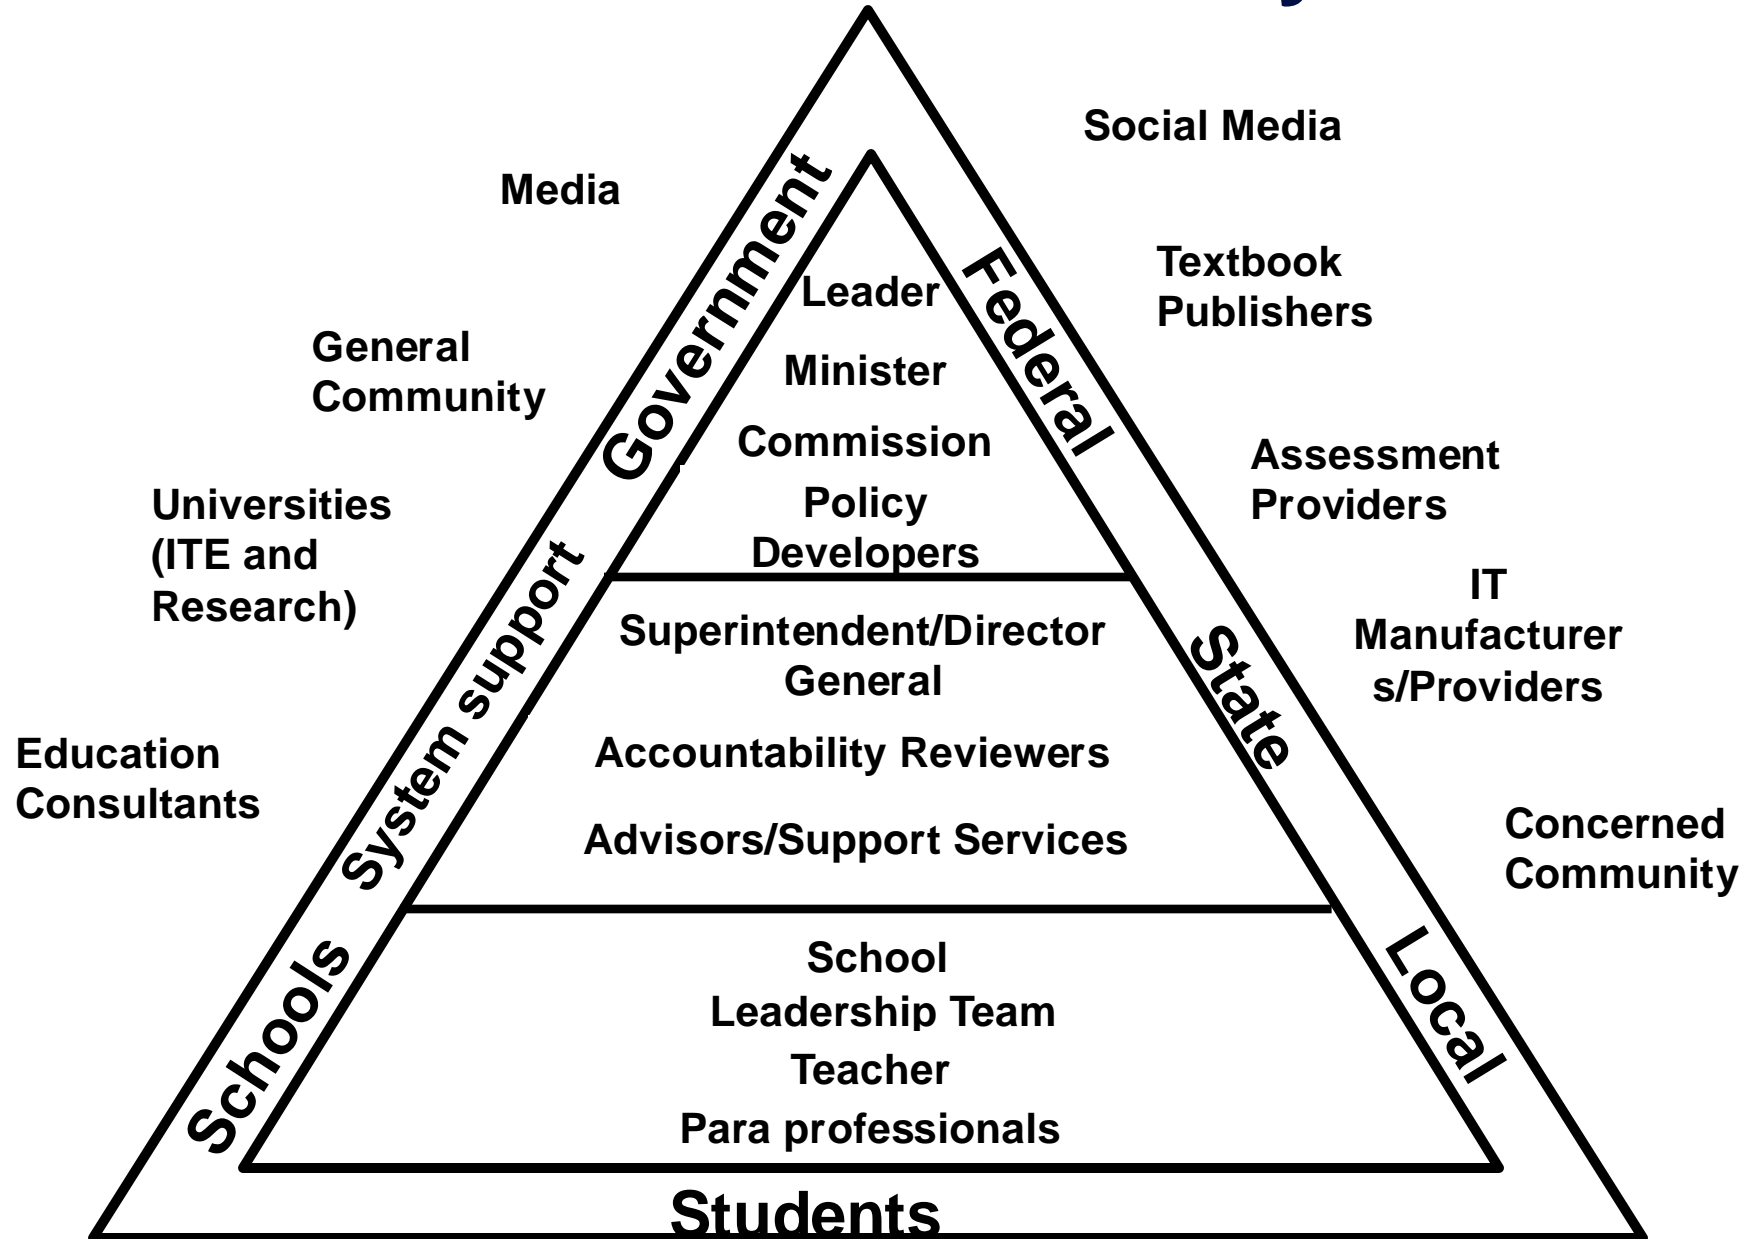 Social Media
Media
Textbook
Publishers
General
Community
Assessment
Providers
Universities
(ITE and
Research)
IT
Manufacturer
s/Providers
Education
Consultants
Concerned
Community
Government
System support
Schools
Federal
State
Local
Leader
Minister
Commission
Policy
Developers
Superintendent/Director
General
Accountability Reviewers
Advisors/Support Services
School
Leadership Team
Teacher
Para professionals
Students